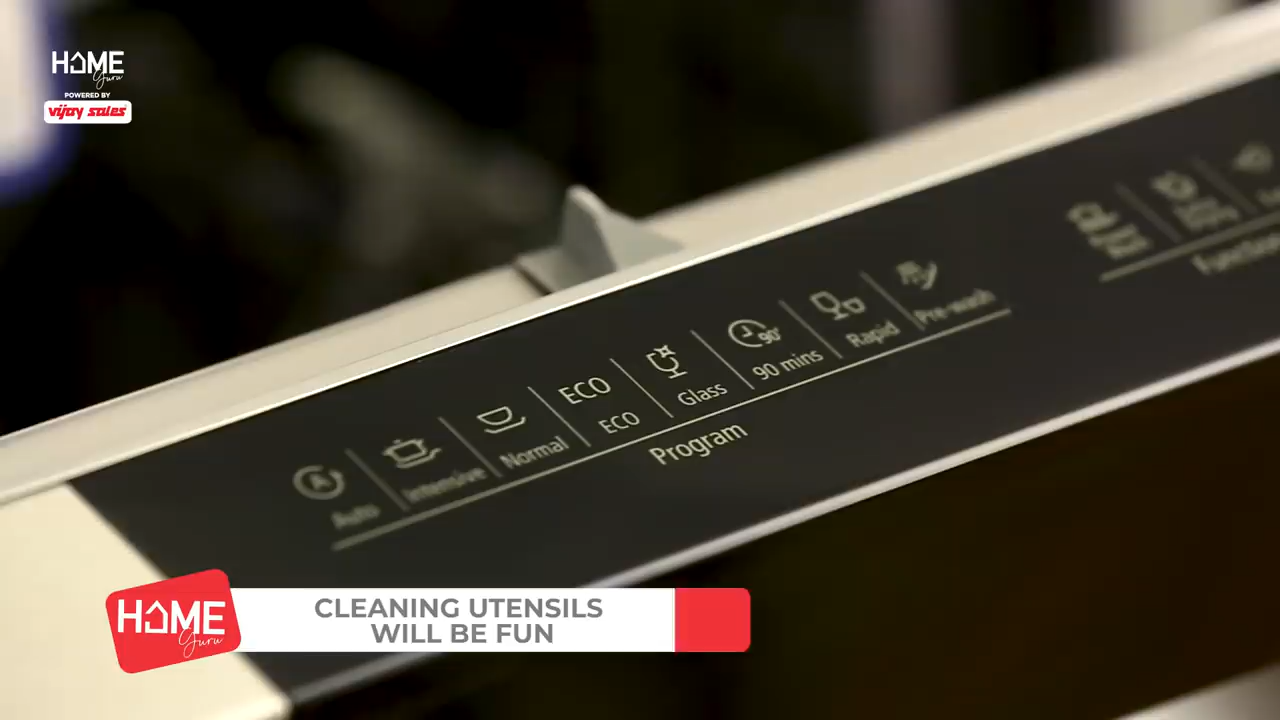 HOME
Guru
POWERED BY
vijay sales
Auto
Intensive
Normal
ECO
ECO
Glass
90'
90 mins
Rapid
Pre-wash
Program
Function
HOME
Guru
CLEANING UTENSILS
WILL BE FUN